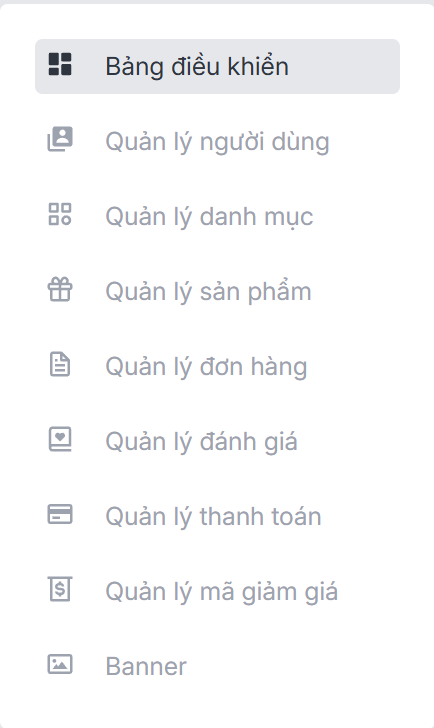 Bảng điều khiển
Quản lý người dùng
Quản lý danh mục
Quản lý sản phẩm
Quản lý đơn hàng
Quản lý đánh giá
Quản lý thanh toán
Quản lý mã giảm giá
Banner